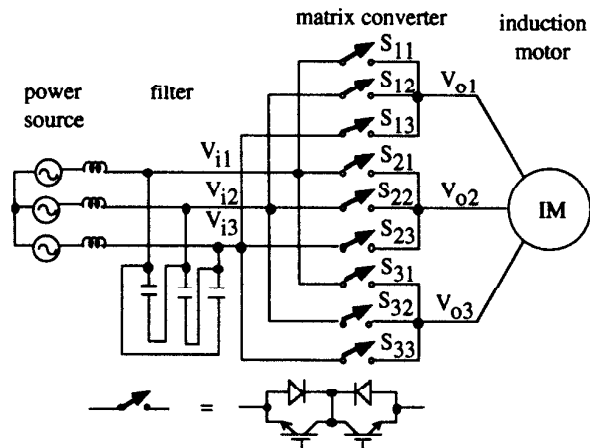 matrix converter
induction
motor
power
source
filter
S11
S12
S13
S21
S22
S23
S31
S32
S33
Vi1
Vi2
Vi3
Vo1
Vo2
Vo3
IM
=